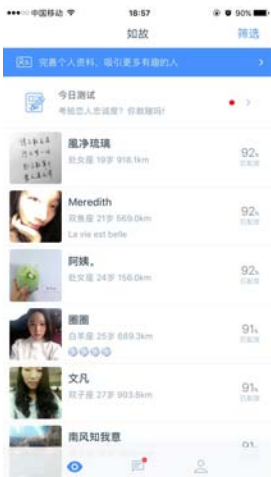 中国移动
18:57
90%
如故
筛选
完善个人资料，吸引更多有趣的人
今日测试
考验恋人忠诚度？你敢趣吗！
風净琉璃
92%
处女座 19岁 918.1km
匹配度
Meredith
92%
双鱼座 21岁 569.0km
匹配度
La vie est belle
阿姨。
92%
处女座 24岁 156.0km
匹配度
圈圈
91%
白羊座 25岁 689.3km
匹配度
文凡
91%
双子座 27岁 903.8km
匹配度
南风知我意
91%